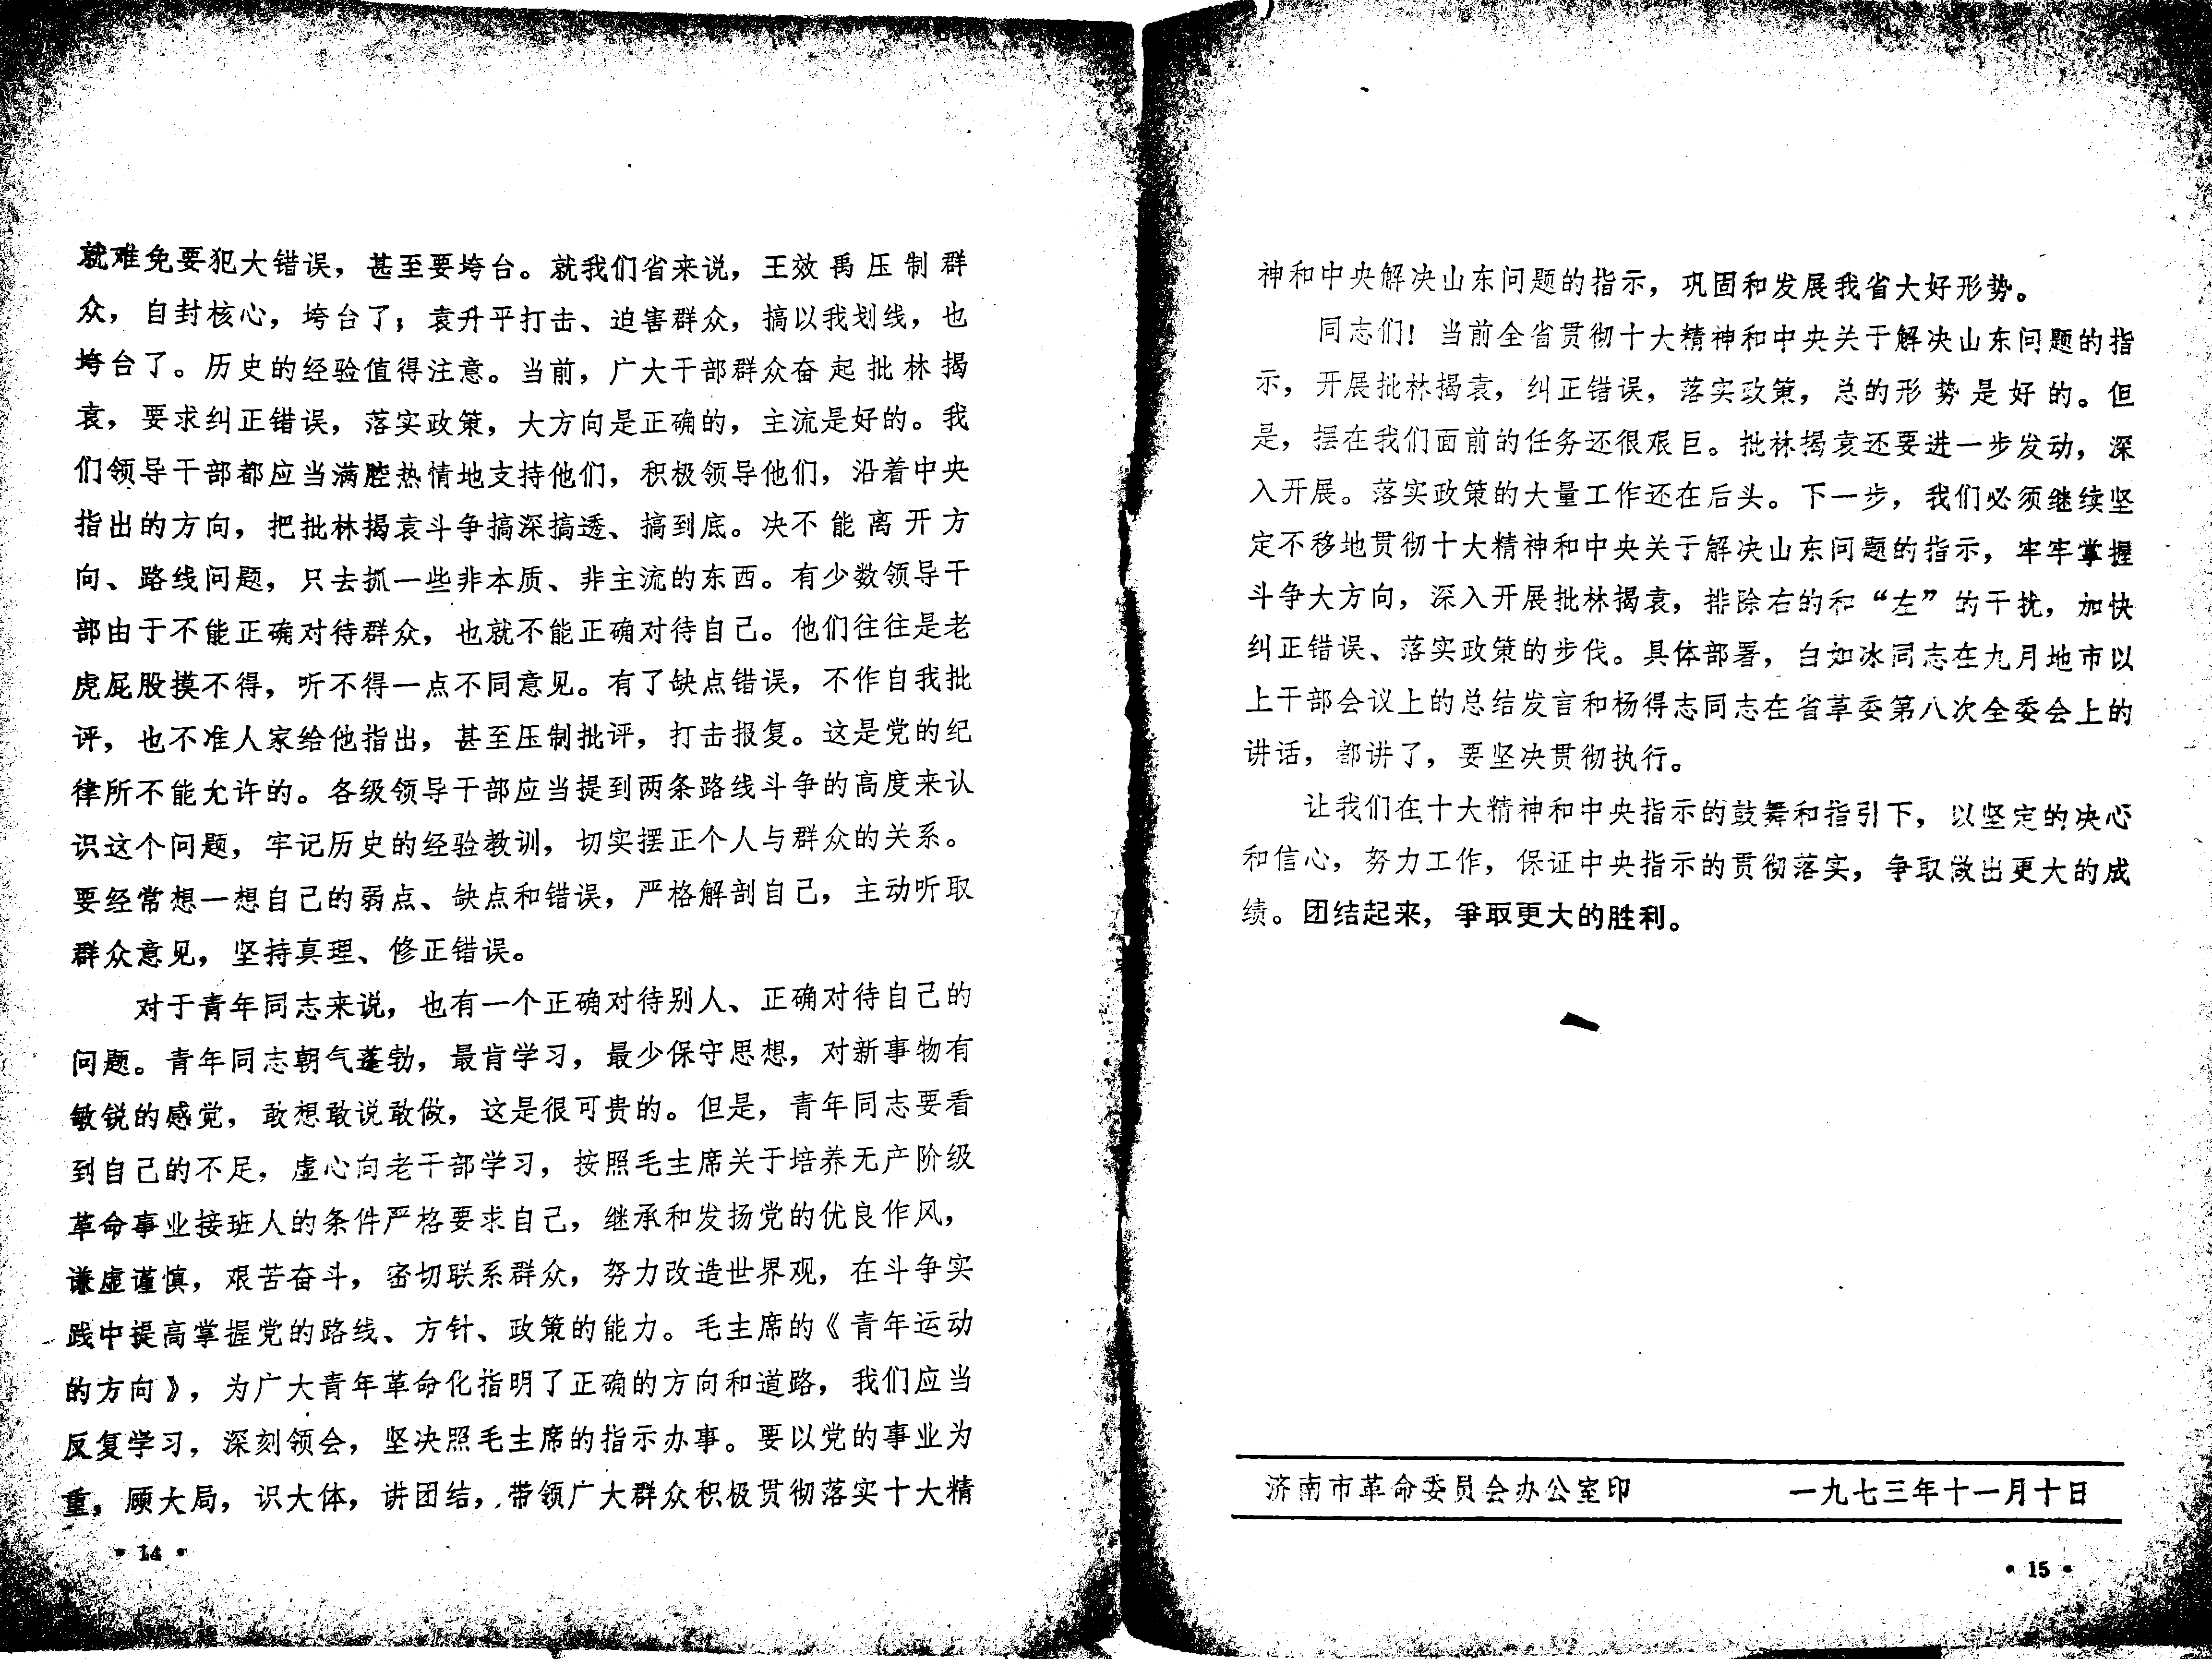 就难免要犯大错误，甚至要垮台。就我们省来说，王效禹压制群
众，自封核心，垮台了；袁升平打击、迫害群众，搞以我划线，也
垮台了。历史的经验值得注意。当前，广大干部群众奋起批林揭
袁，要求纠正错误，落实政策，大方向是正确的，主流是好的。我
们领导干部都应当满腔热情地支持他们，积极领导他们，沿着中央
指出的方向，把批林揭袁斗争搞深搞透、搞到底。决不能离开方
向、路线问题，只去抓一些非本质、非主流的东西。有少数领导干
部由于不能正确对待群众，也就不能正确对待自己。他们往往是老
虎屁股摸不得，听不得一点不同意见。有了缺点错误，不作自我批
评，也不准人家给他指出，甚至压制批评，打击报复。这是党的纪
律所不能允许的。各级领导干部应当提到两条路线斗争的高度来认
识这个问题，牢记历史的经验教训，切实摆正个人与群众的关系。
要经常想一想自己的弱点、缺点和错误，严格解剖自己，主动听取
群众意见，坚持真理、修正错误。
对于青年同志来说，也有一个正确对待别人、正确对待自己的
问题。青年同志朝气蓬勃，最肯学习，最少保守思想，对新事物有
敏锐的感觉，敢想敢说敢做，这是很可贵的。但是，青年同志要看
到自己的不足，虚心向老干部学习，按照毛主席关于培养无产阶级
革命事业接班人的条件严格要求自己，继承和发扬党的优良作风，
谦虚谨慎，艰苦奋斗，密切联系群众，努力改造世界观，在斗争实
践中提高掌握党的路线、方针、政策的能力。毛主席的《青年运动
的方向》，为广大青年革命化指明了正确的方向和道路，我们应当
反复学习，深刻领会，坚决照毛主席的指示办事。要以党的事业为
重，顾大局，识大体，讲团结，带领广大群众积极贯彻落实十大精
• 14 •
神和中央解决山东问题的指示，巩固和发展我省大好形势。
同志们！当前全省贯彻十大精神和中央关于解决山东问题的指
示，开展批林揭袁，纠正错误，落实政策，总的形势是好的。但
是，摆在我们面前的任务还很艰巨。批林揭袁还要进一步发动，深
入开展。落实政策的大量工作还在后头。下一步，我们必须继续坚
定不移地贯彻十大精神和中央关于解决山东问题的指示，牢牢掌握
斗争大方向，深入开展批林揭袁，排除右的和“左”的干扰，加快
纠正错误、落实政策的步伐。具体部署，白如冰同志在九月地市以
上干部会议上的总结发言和杨得志同志在省革委第八次全委会上的
讲话，都讲了，要坚决贯彻执行。
让我们在十大精神和中央指示的鼓舞和指引下，以坚定的决心
和信心，努力工作，保证中央指示的贯彻落实，争取做出更大的成
绩。团结起来，争取更大的胜利。
济南市革命委员会办公室印 一九七三年十一月十日
• 15 •